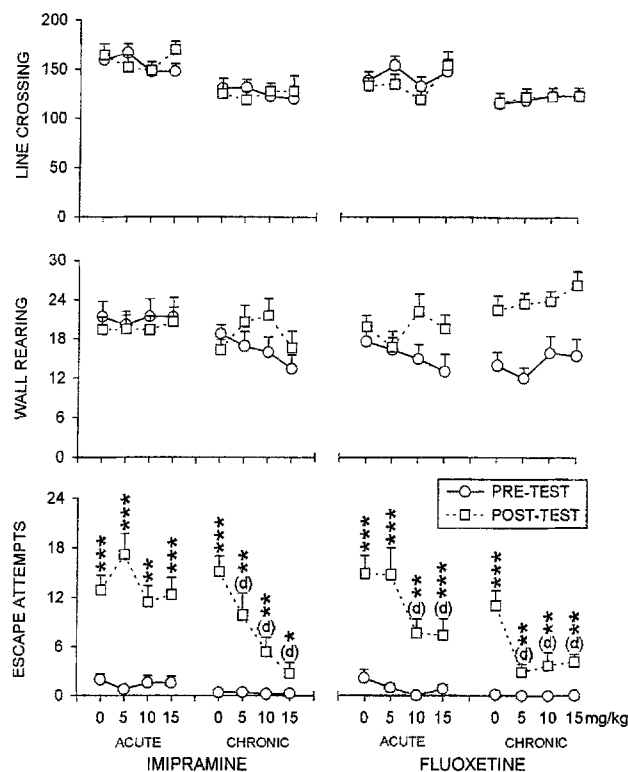 LINE CROSSING
200
150
100
50
0
WALL REARING
30
24
18
12
6
0
PRE-TEST
POST-TEST
ESCAPE ATTEMPTS
24
18
12
6
0
*** *** ** *** *** **(d) **(d) *(d)
*** *** **(d) ***(d) *** **(d) **(d) **(d)
0 5 10 15 0 5 10 15 0 5 10 15 0 5 10 15 mg/kg
ACUTE CHRONIC ACUTE CHRONIC
IMIPRAMINE FLUOXETINE